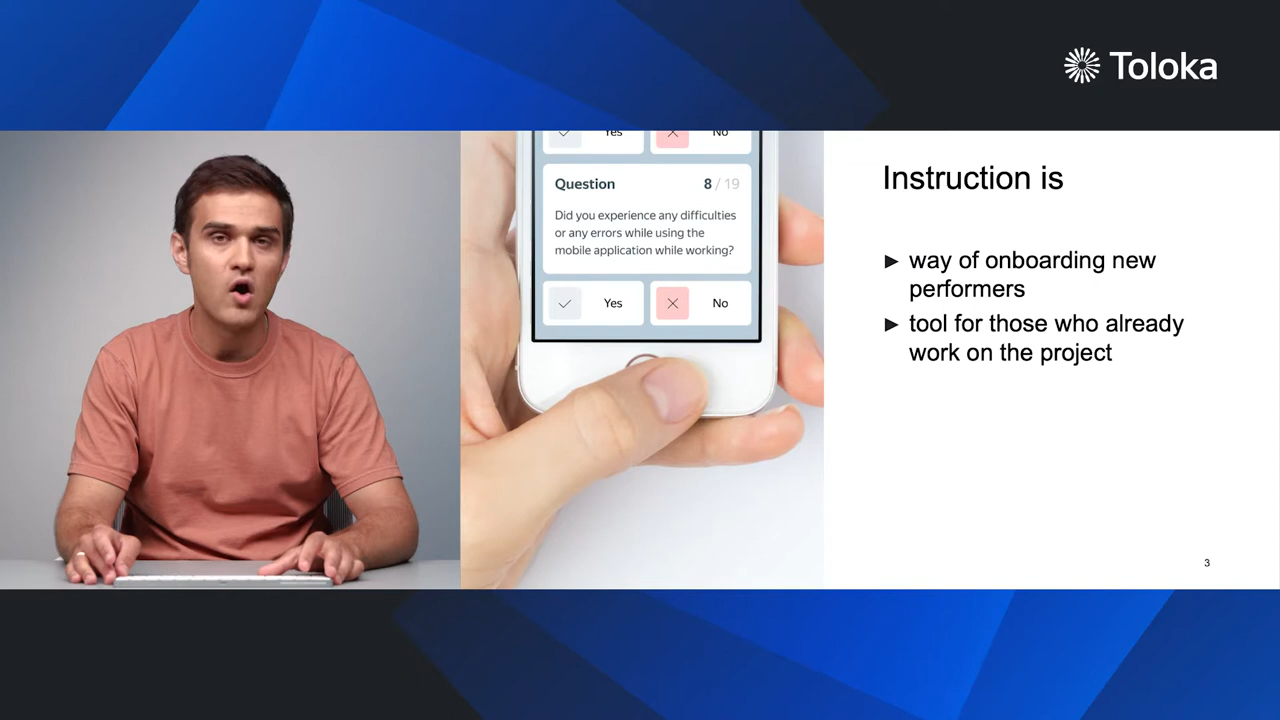 Toloka
Yes
No
Question 8 / 19
Did you experience any difficulties
or any errors while using the
mobile application while working?
Yes
No
Instruction is
► way of onboarding new
performers
► tool for those who already
work on the project
3